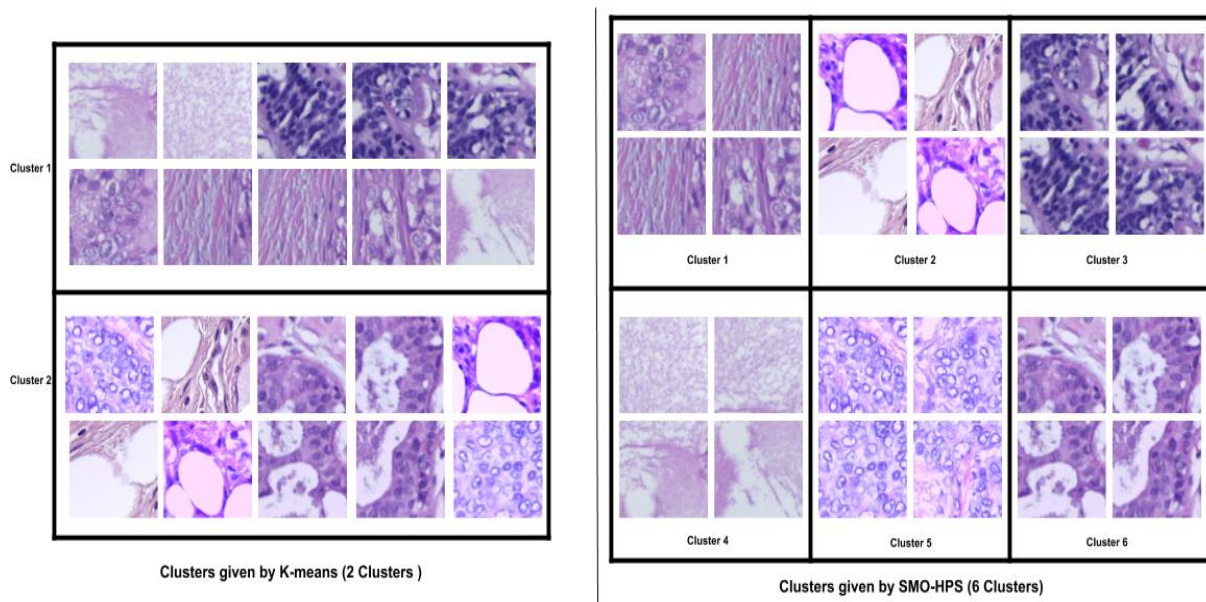 Cluster 1
Cluster 2
Clusters given by K-means (2 Clusters )
Cluster 1
Cluster 2
Cluster 3
Cluster 4
Cluster 5
Cluster 6
Clusters given by SMO-HPS (6 Clusters)